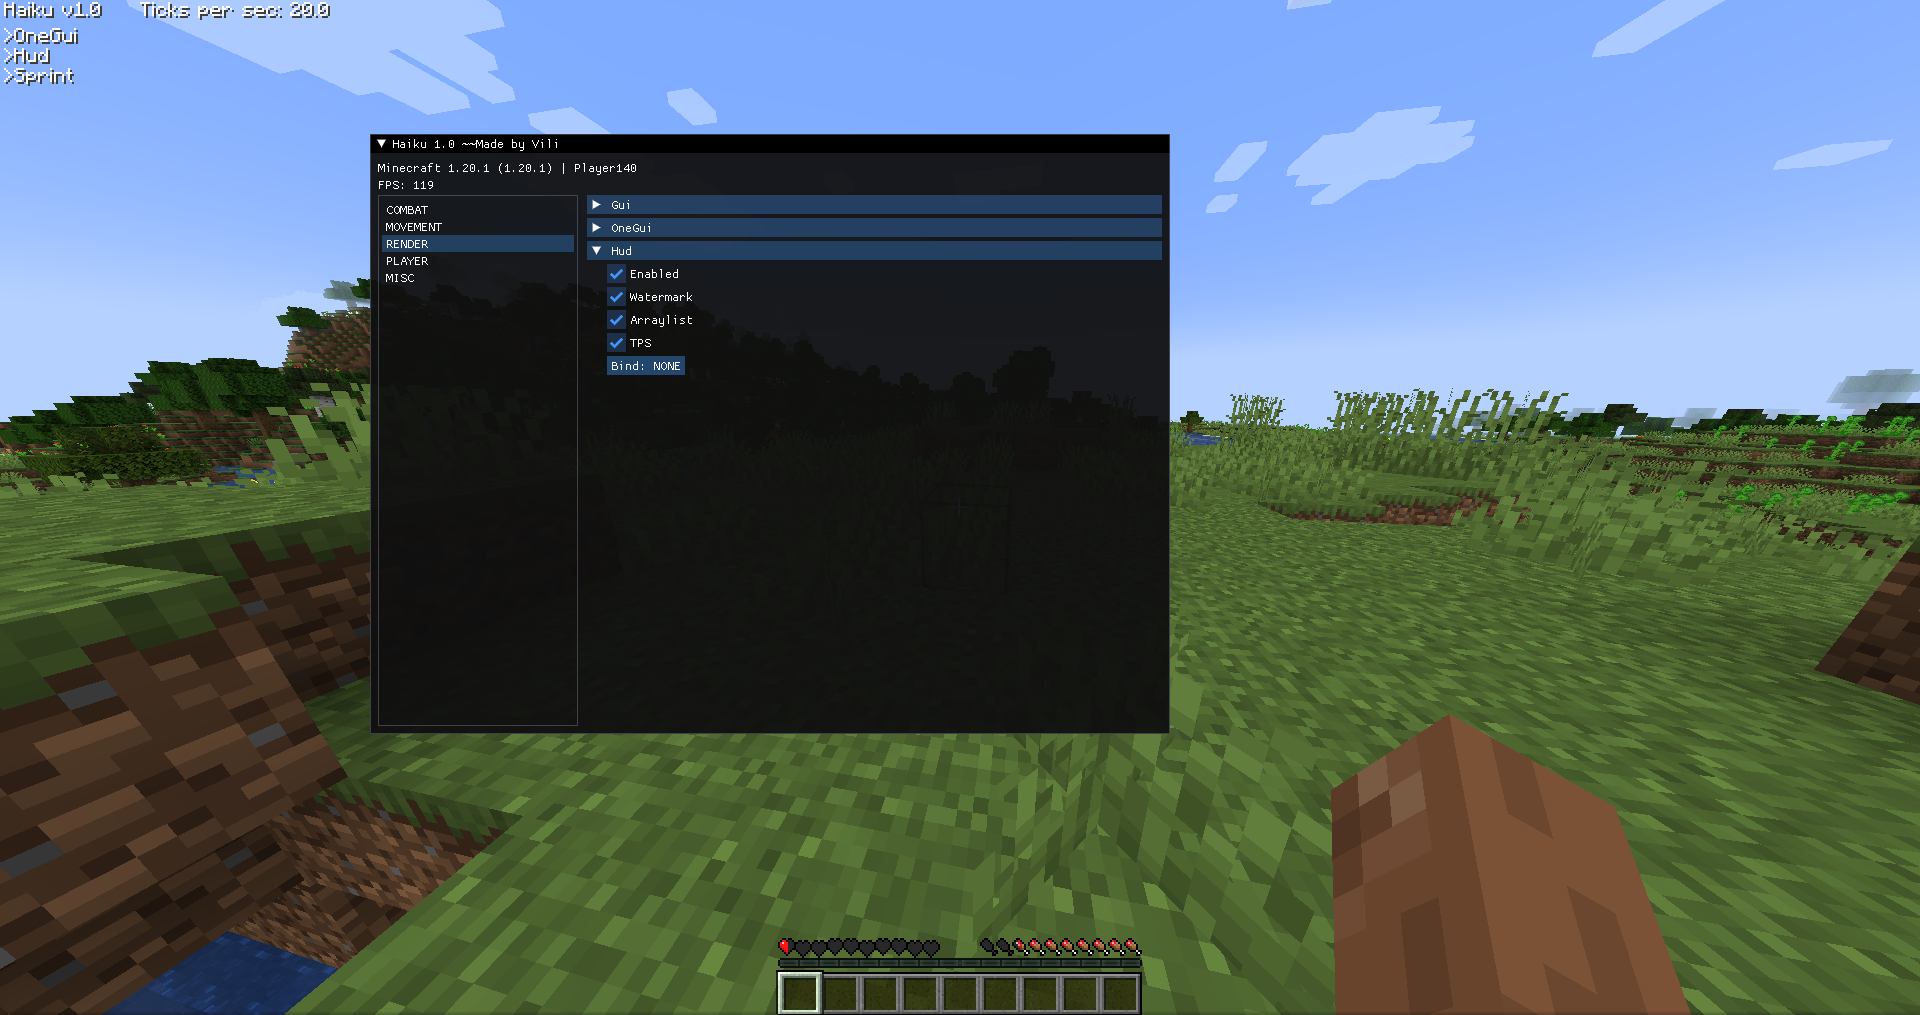 Haiku v1.0 Ticks per sec: 20.0
>OneGui
>Hud
>Sprint
Haiku 1.0 ~~Made by Vili
Minecraft 1.20.1 (1.20.1) | Player140
FPS: 119
COMBAT
MOVEMENT
RENDER
PLAYER
MISC
Gui
OneGui
Hud
Enabled
Watermark
Arraylist
TPS
Bind: NONE